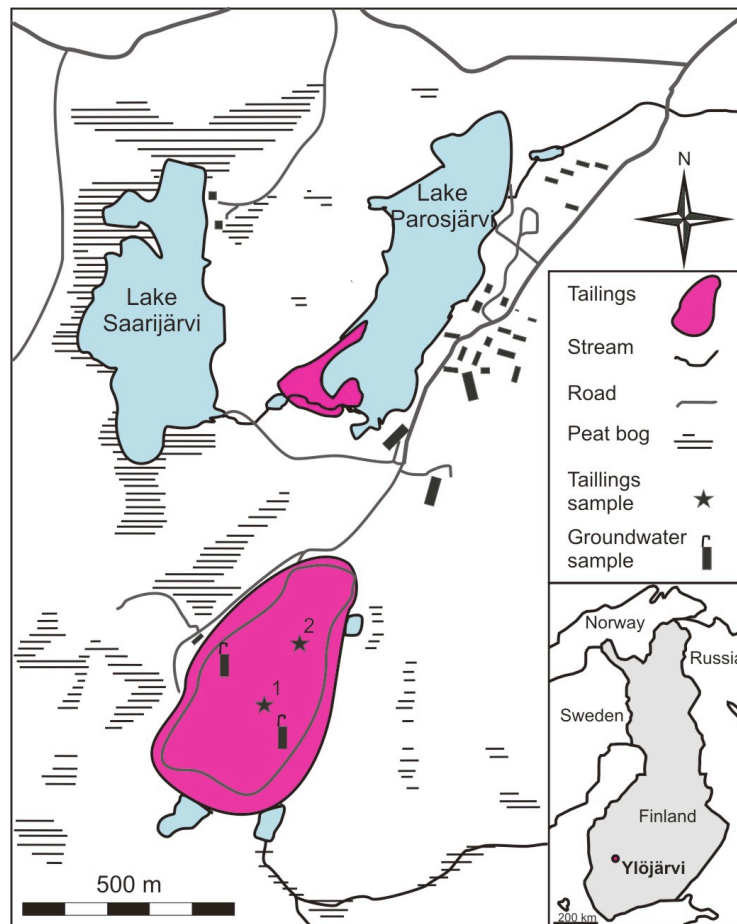 Lake
Parosjärvi
Lake
Saarijärvi
N
Tailings
Stream
Road
Peat bog
Taillings
sample
Groundwater
sample
2
1
500 m
Norway
Russia
Sweden
Finland
Ylöjärvi
200 km